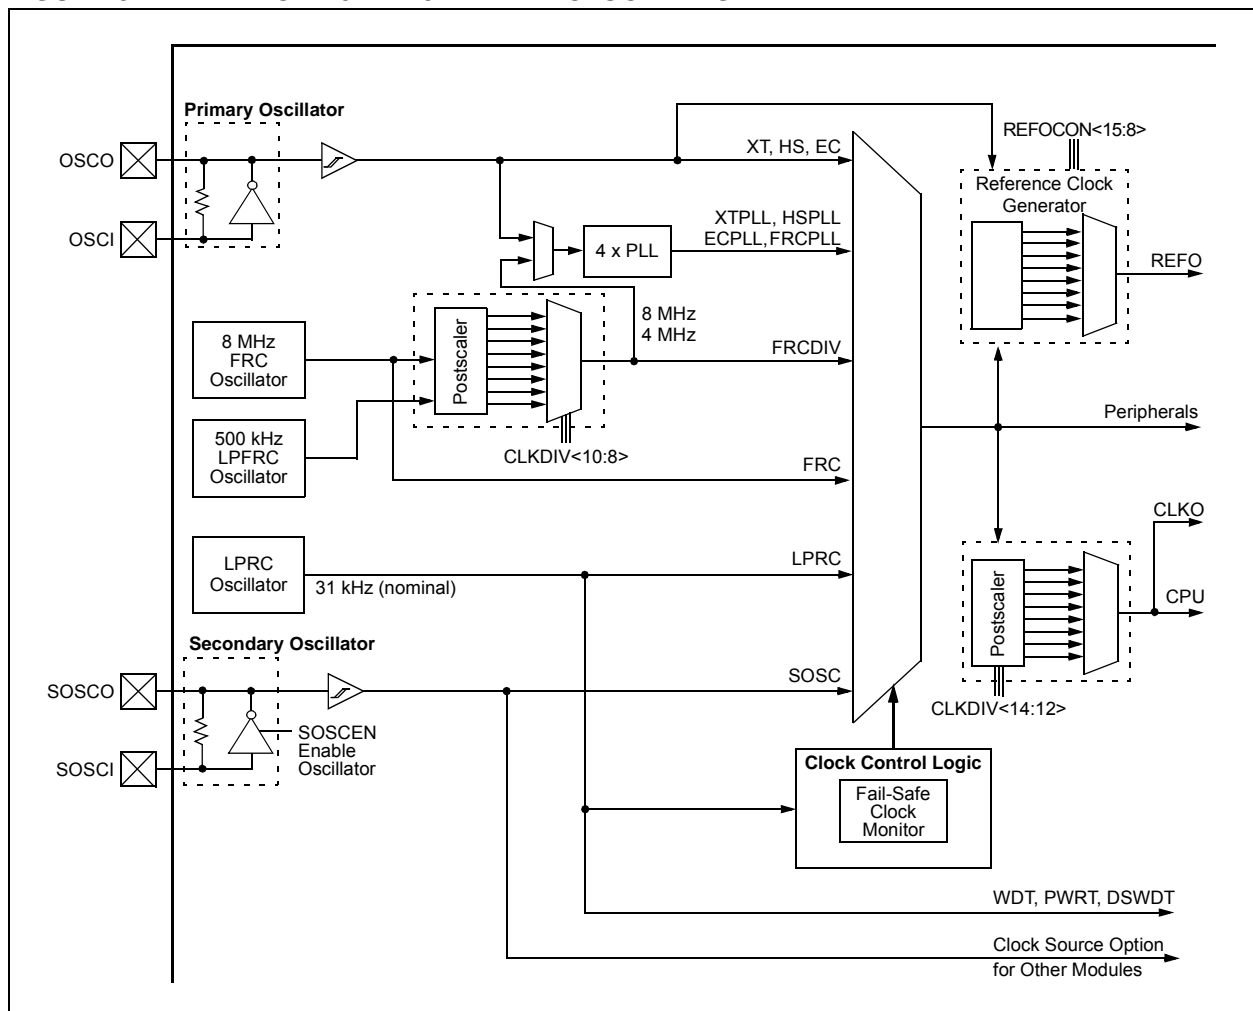 Primary Oscillator
REFOCON<15:8>
OSCO
XT, HS, EC
Reference Clock
Generator
OSCI
XTPLL, HSPLL
ECPLL,FRCPLL
4 x PLL
REFO
8 MHz
4 MHz
8 MHz
FRC
Oscillator
Postscaler
FRCDIV
Peripherals
500 kHz
LPFRC
Oscillator
CLKDIV<10:8>
FRC
CLKO
LPRC
Oscillator
31 kHz (nominal)
LPRC
Postscaler
CPU
Secondary Oscillator
SOSCO
SOSC
CLKDIV<14:12>
SOSCEN
Enable
Oscillator
SOSCI
Clock Control Logic
Fail-Safe
Clock
Monitor
WDT, PWRT, DSWDT
Clock Source Option
for Other Modules